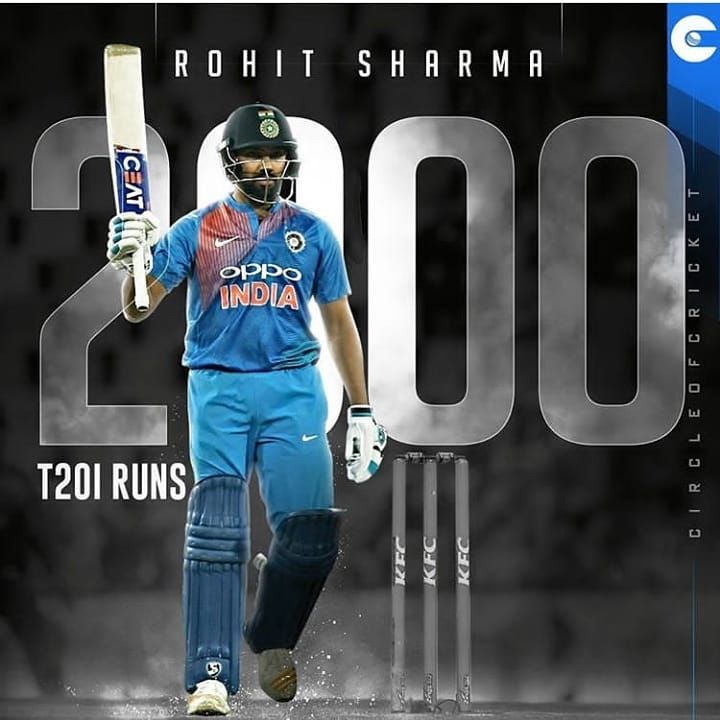 ROHIT SHARMA
2000
T20I RUNS
CEAT
oppo
INDIA
KFC
KFC
KFC
CIRCLEOFCRICKET